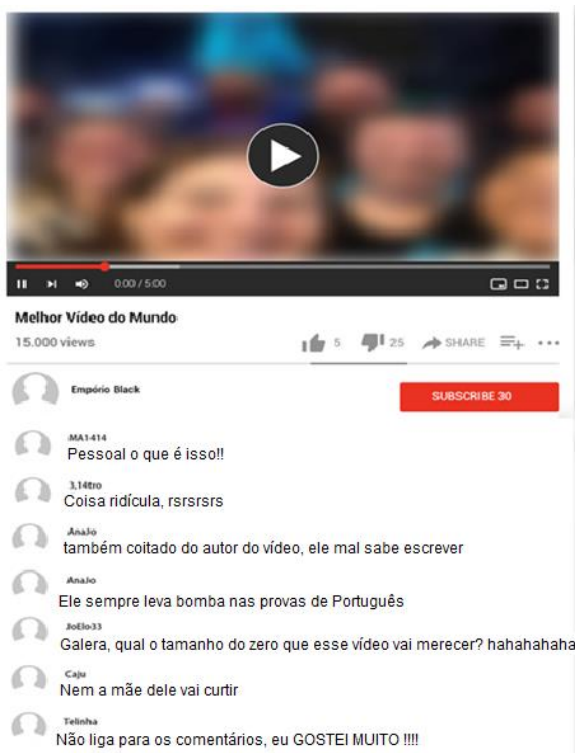 0:00 / 5:00
Melhor Vídeo do Mundo
15.000 views
5 25 SHARE
Empório Black
SUBSCRIBE 30
MA1-414
Pessoal o que é isso!!
3,14tro
Coisa ridícula, rsrsrsrs
AnaJo
também coitado do autor do vídeo, ele mal sabe escrever
AnaJo
Ele sempre leva bomba nas provas de Português
JoElo33
Galera, qual o tamanho do zero que esse vídeo vai merecer? hahahahaha
Caju
Nem a mãe dele vai curtir
Telinha
Não liga para os comentários, eu GOSTEI MUITO !!!!